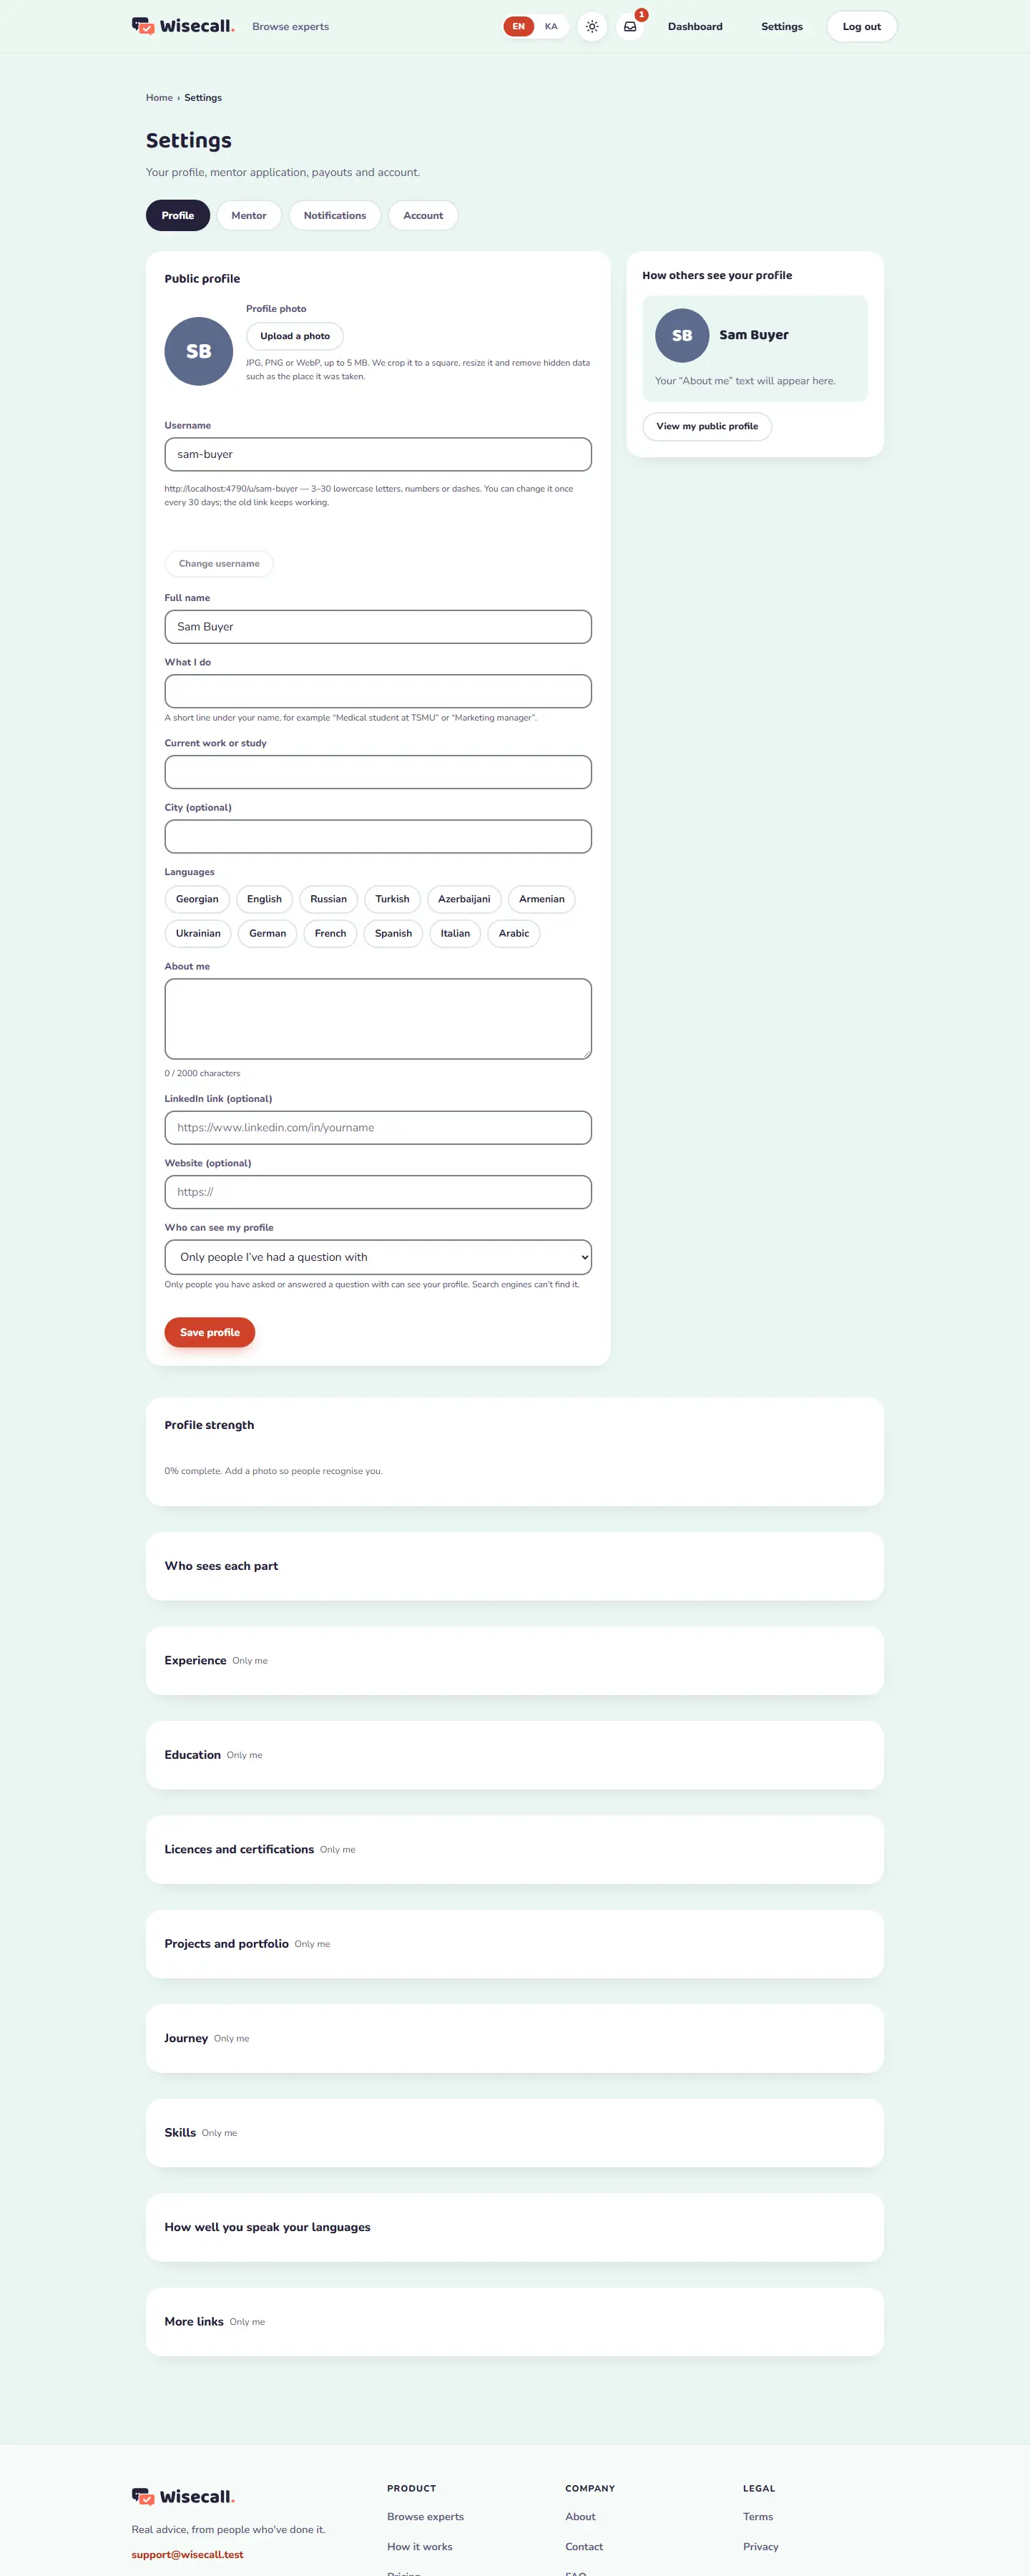 Wisecall.
Browse experts
EN
KA
1
Dashboard
Settings
Log out
Home › Settings
Settings
Your profile, mentor application, payouts and account.
Profile
Mentor
Notifications
Account
Public profile
SB
Profile photo
Upload a photo
JPG, PNG or WebP, up to 5 MB. We crop it to a square, resize it and remove hidden data
such as the place it was taken.
Username
sam-buyer
http://localhost:4790/u/sam-buyer — 3–30 lowercase letters, numbers or dashes. You can change it once
every 30 days; the old link keeps working.
Change username
Full name
Sam Buyer
What I do
A short line under your name, for example “Medical student at TSMU” or “Marketing manager”.
Current work or study
City (optional)
Languages
Georgian
English
Russian
Turkish
Azerbaijani
Armenian
Ukrainian
German
French
Spanish
Italian
Arabic
About me
0 / 2000 characters
LinkedIn link (optional)
https://www.linkedin.com/in/yourname
Website (optional)
https://
Who can see my profile
Only people I’ve had a question with
Only people you have asked or answered a question with can see your profile. Search engines can’t find it.
Save profile
How others see your profile
SB
Sam Buyer
Your “About me” text will appear here.
View my public profile
Profile strength
0% complete. Add a photo so people recognise you.
Who sees each part
Experience Only me
Education Only me
Licences and certifications Only me
Projects and portfolio Only me
Journey Only me
Skills Only me
How well you speak your languages
More links Only me
Wisecall.
Real advice, from people who've done it.
support@wisecall.test
PRODUCT
Browse experts
How it works
Pricing
COMPANY
About
Contact
FAQ
LEGAL
Terms
Privacy